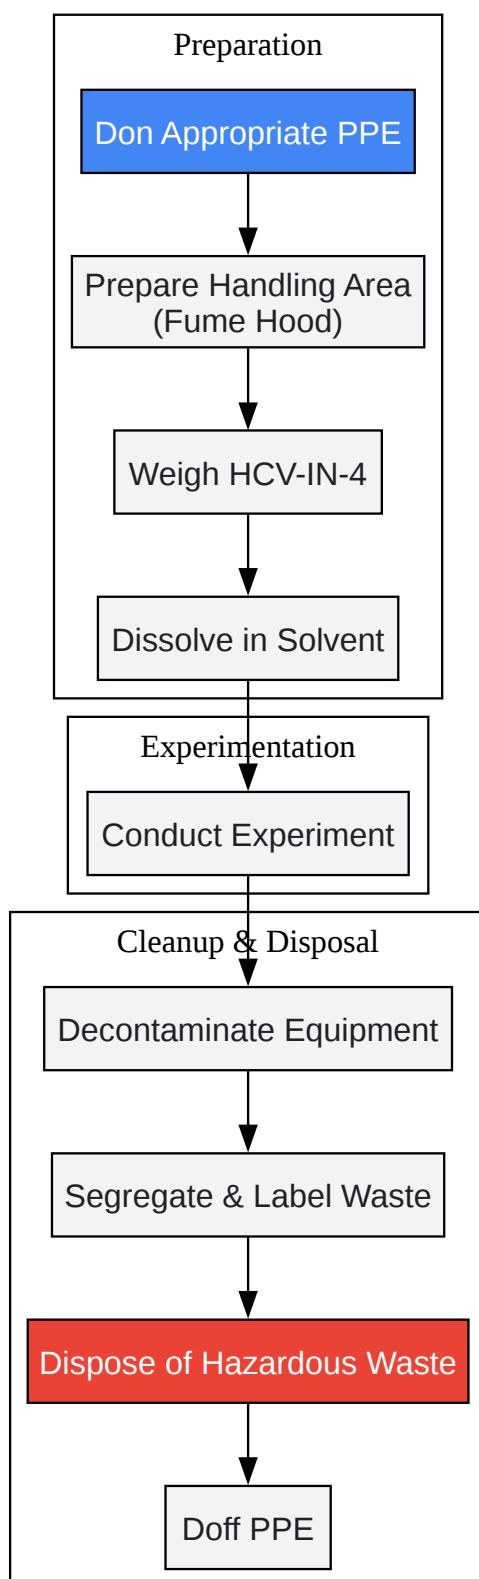 Preparation
Don Appropriate PPE
Prepare Handling Area
(Fume Hood)
Weigh HCV-IN-4
Dissolve in Solvent
Experimentation
Conduct Experiment
Cleanup & Disposal
Decontaminate Equipment
Segregate & Label Waste
Dispose of Hazardous Waste
Doff PPE